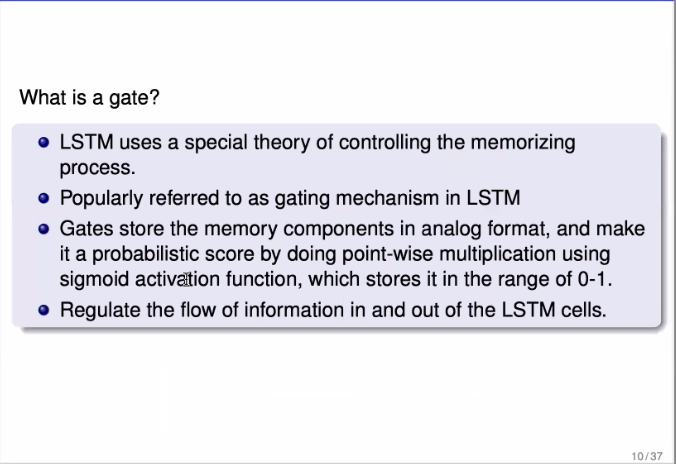 What is a gate?
LSTM uses a special theory of controlling the memorizing
process.
Popularly referred to as gating mechanism in LSTM
Gates store the memory components in analog format, and make
it a probabilistic score by doing point-wise multiplication using
sigmoid activation function, which stores it in the range of 0-1.
Regulate the flow of information in and out of the LSTM cells.
10/37